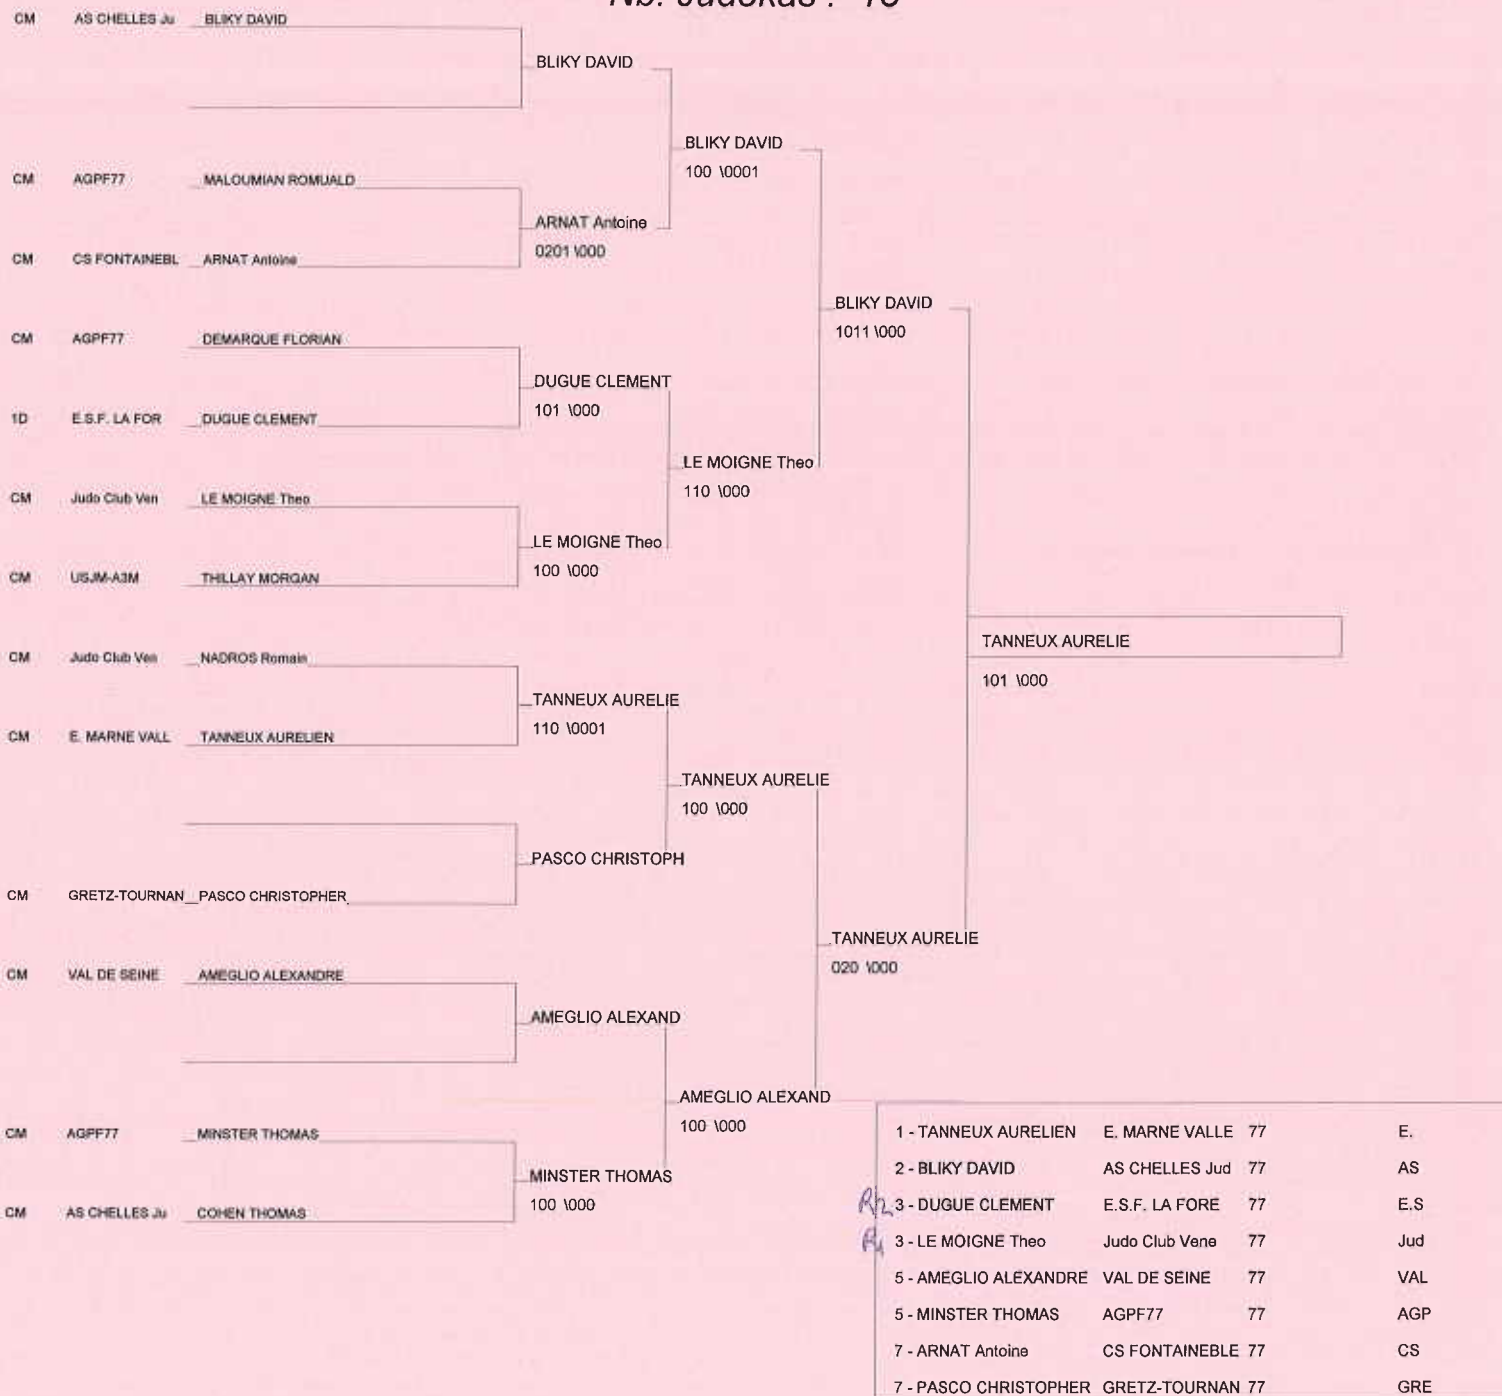 Nb. Judokas : 13
CM AS CHELLES Ju BLIKY DAVID
BLIKY DAVID
BLIKY DAVID
100 \0001
CM AGPF77 MALOUMIAN ROMUALD
ARNAT Antoine
0201 \000
CM CS FONTAINEBL ARNAT Antoine
BLIKY DAVID
1011 \000
CM AGPF77 DEMARQUE FLORIAN
DUGUE CLEMENT
101 \000
1D E.S.F. LA FOR DUGUE CLEMENT
LE MOIGNE Theo
110 \000
CM Judo Club Ven LE MOIGNE Theo
LE MOIGNE Theo
100 \000
CM USJM-A3M THILLAY MORGAN
TANNEUX AURELIE
101 \000
CM Judo Club Ven NADROS Romain
TANNEUX AURELIE
110 \0001
CM E. MARNE VALL TANNEUX AURELIEN
TANNEUX AURELIE
100 \000
PASCO CHRISTOPH
CM GRETZ-TOURNAN PASCO CHRISTOPHER
TANNEUX AURELIE
020 \000
CM VAL DE SEINE AMEGLIO ALEXANDRE
AMEGLIO ALEXAND
AMEGLIO ALEXAND
100 \000
CM AGPF77 MINSTER THOMAS
MINSTER THOMAS
100 \000
CM AS CHELLES Ju COHEN THOMAS
1 - TANNEUX AURELIEN E. MARNE VALLE 77 E.
2 - BLIKY DAVID AS CHELLES Jud 77 AS
R2 3 - DUGUE CLEMENT E.S.F. LA FORE 77 E.S
R1 3 - LE MOIGNE Theo Judo Club Vene 77 Jud
5 - AMEGLIO ALEXANDRE VAL DE SEINE 77 VAL
5 - MINSTER THOMAS AGPF77 77 AGP
7 - ARNAT Antoine CS FONTAINEBLE 77 CS
7 - PASCO CHRISTOPHER GRETZ-TOURNAN 77 GRE